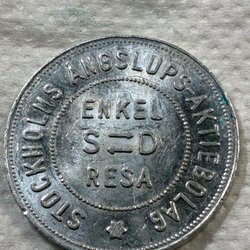 STOCKHOLMS ÅNGSLUPS-AKTIEBOLAG
ENKEL
S=D
RESA